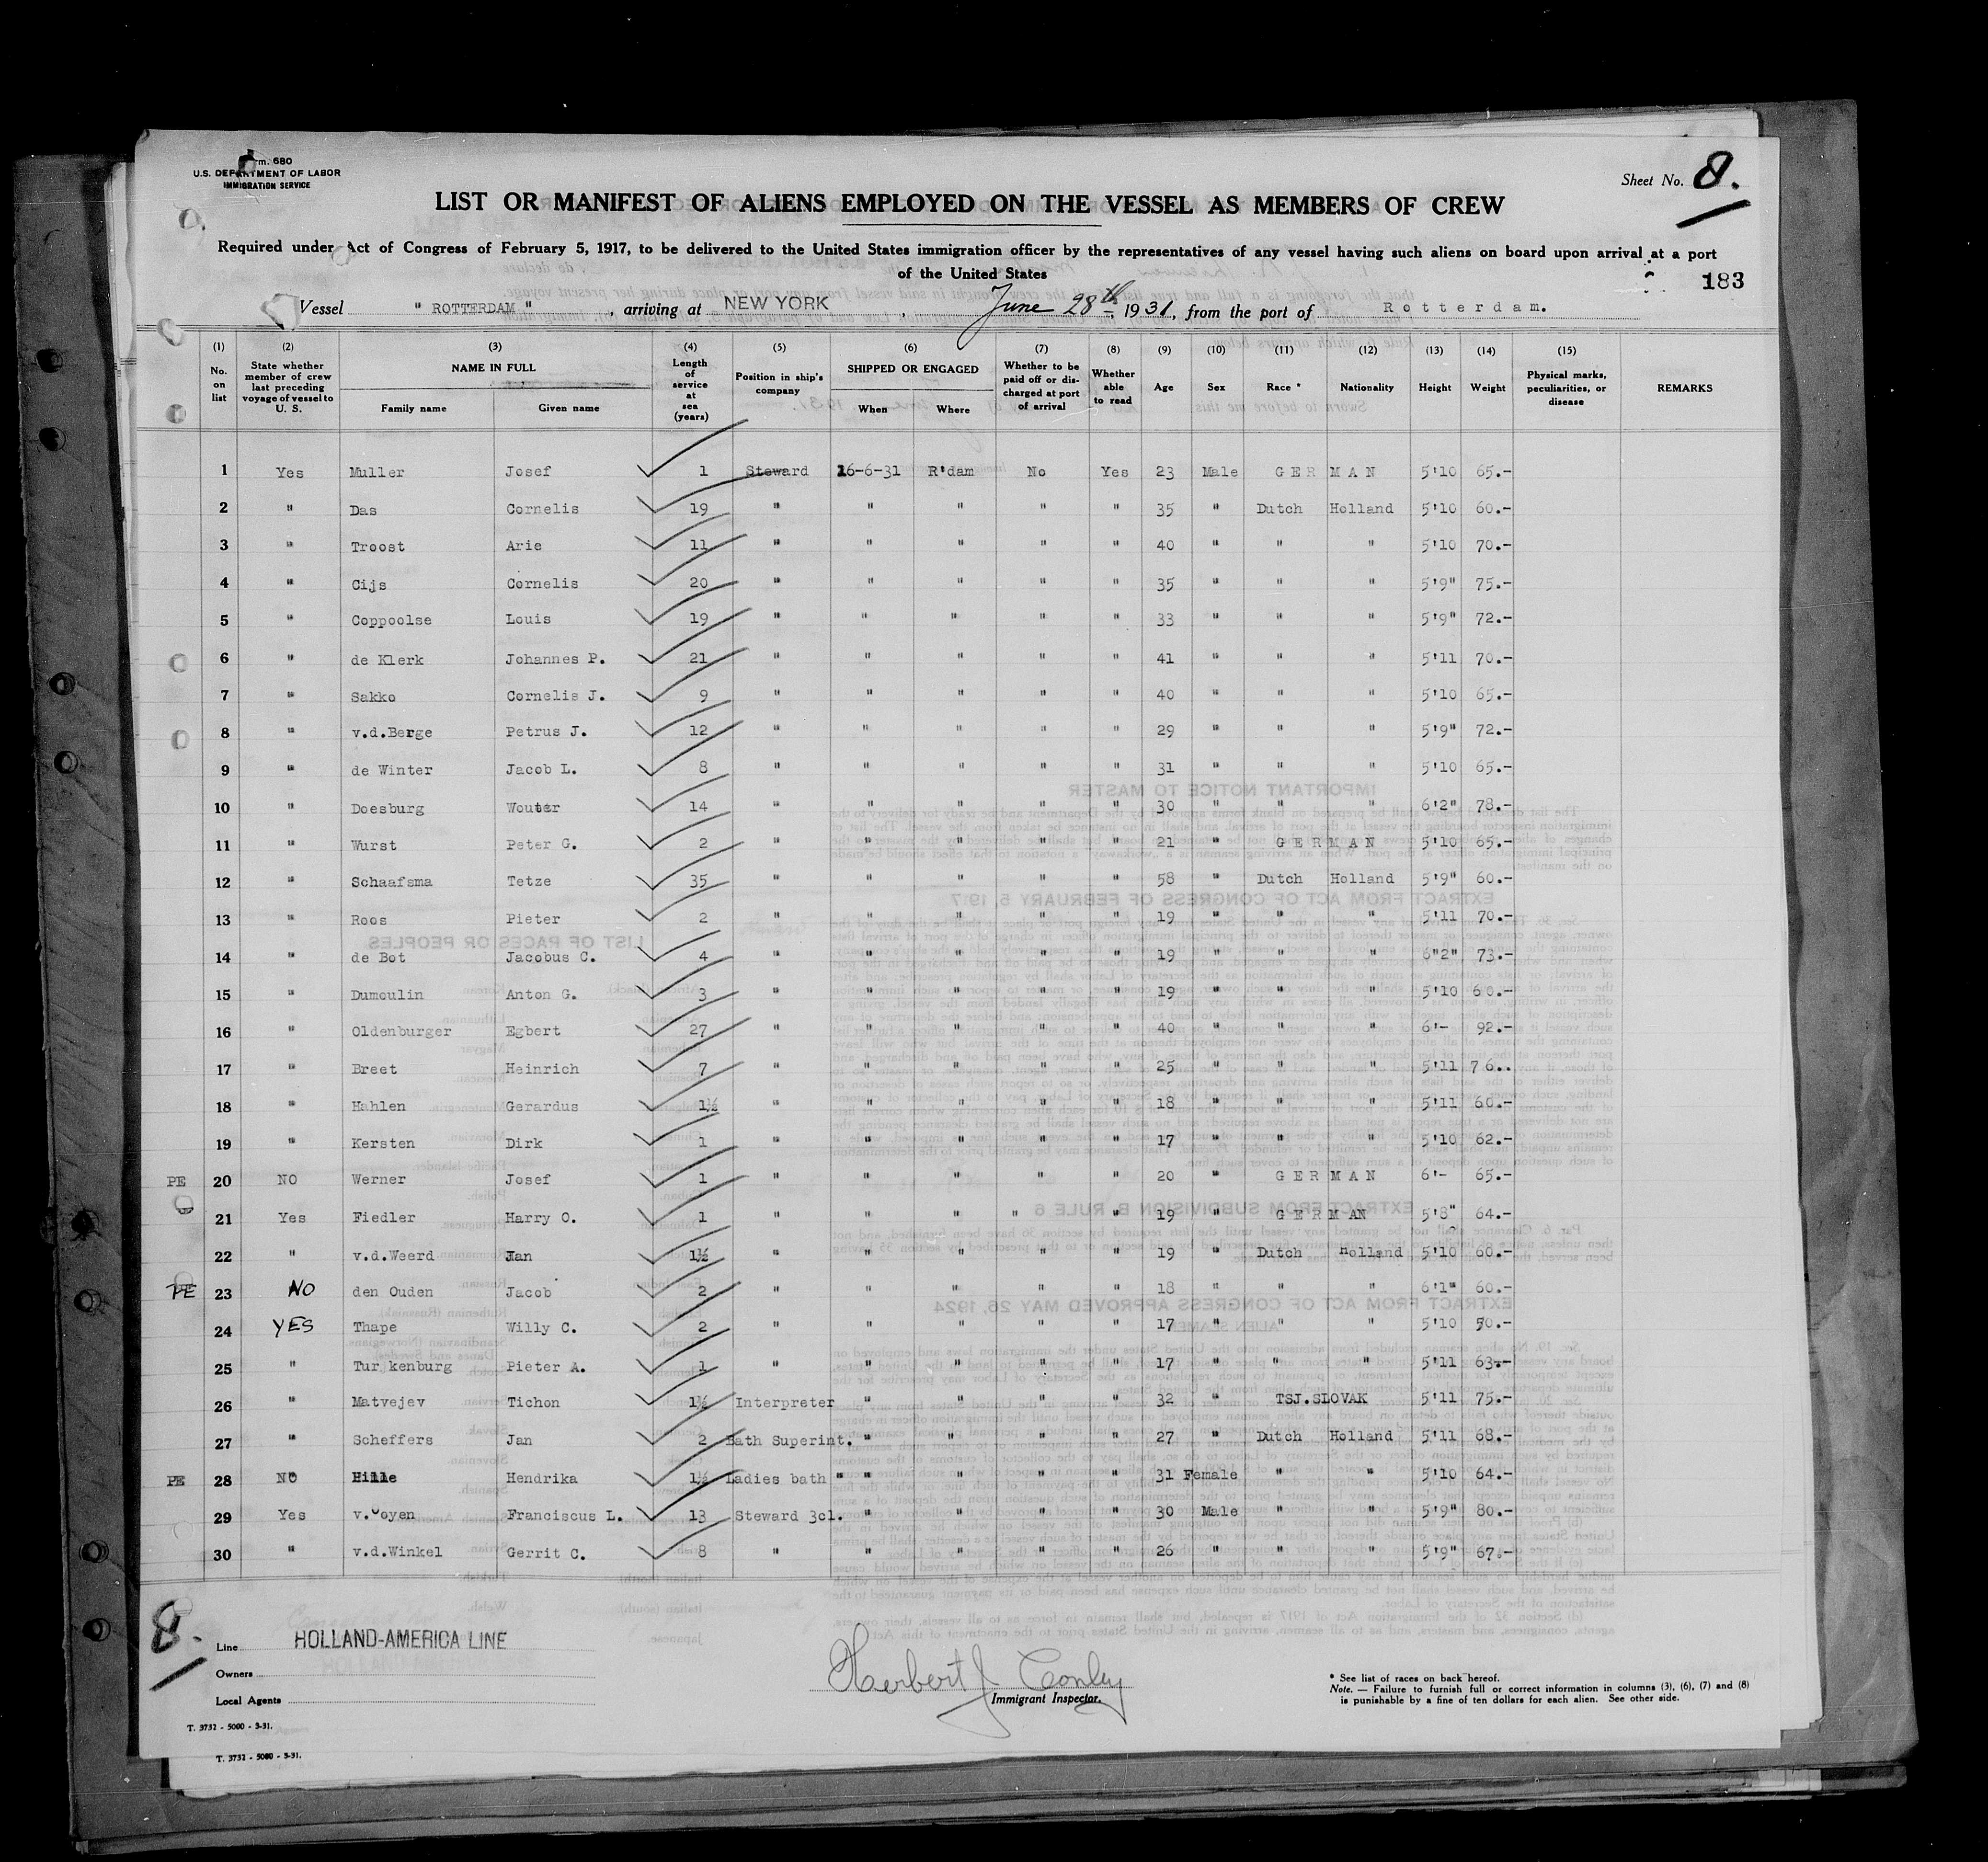 Form. 680
U.S. DEPARTMENT OF LABOR
IMMIGRATION SERVICE
Sheet No. 8.
LIST OR MANIFEST OF ALIENS EMPLOYED ON THE VESSEL AS MEMBERS OF CREW
Required under Act of Congress of February 5, 1917, to be delivered to the United States immigration officer by the representatives of any vessel having such aliens on board upon arrival at a port
of the United States
183
Vessel " ROTTERDAM ", arriving at NEW YORK, June 28th, 1931, from the port of Rotterdam.
(1) No. on list (2) State whether member of crew last preceding voyage of vessel to U. S. (3) NAME IN FULL Family name Given name (4) Length of service at sea (years) (5) Position in ship's company (6) SHIPPED OR ENGAGED When Where (7) Whether to be paid off or discharged at port of arrival (8) Whether able to read (9) Age (10) Sex (11) Race * (12) Nationality (13) Height (14) Weight (15) Physical marks, peculiarities, or disease REMARKS
1 Yes Muller Josef 1 Steward 16-6-31 R'dam No Yes 23 Male GERMAN 5'10 65.-
2 " Das Cornelis 19 " " " " " 35 " Dutch Holland 5'10 60.-
3 " Troost Arie 11 " " " " " 40 " " " 5'10 70.-
4 " Cijs Cornelis 20 " " " " " 35 " " " 5'9" 75.-
5 " Coppoolse Louis 19 " " " " " 33 " " " 5'9" 72.-
6 " de Klerk Johannes P. 21 " " " " " 41 " " " 5'11 70.-
7 " Sakko Cornelis J. 9 " " " " " 40 " " " 5'10 65.-
8 " v.d.Berge Petrus J. 12 " " " " " 29 " " " 5'9" 72.-
9 " de Winter Jacob L. 8 " " " " " 31 " " " 5'10 65.-
10 " Doesburg Wouter 14 " " " " " 30 " " " 6'2" 78.-
11 " Wurst Peter G. 2 " " " " " 21 " GERMAN 5'10 65.-
12 " Schaafsma Tetze 35 " " " " " 58 " Dutch Holland 5'9" 60.-
13 " Roos Pieter 2 " " " " " 19 " " " 5'11 70.-
14 " de Bot Jacobus C. 4 " " " " " 19 " " " 6"2" 73.-
15 " Dumoulin Anton G. 3 " " " " " 19 " " " 5'10 60.-
16 " Oldenburger Egbert 27 " " " " " 40 " " " 6'- 92.-
17 " Breet Heinrich 7 " " " " " 25 " " " 5'11 76..
18 " Hahlen Gerardus 1½ " " " " " 18 " " " 5'11 60.-
19 " Kersten Dirk 1 " " " " " 17 " " " 5'10 62.-
PE 20 NO Werner Josef 1 " " " " " 20 " GERMAN 6'- 65.-
21 Yes Fiedler Harry O. 1 " " " " " 19 " GERMAN 5'8" 64.-
22 " v.d.Weerd Jan 1½ " " " " " 19 " Dutch Holland 5'10 60.-
PE 23 NO den Ouden Jacob 2 " " " " " 18 " " " 6'1" 60.-
24 YES Thape Willy C. 2 " " " " " 17 " " " 5'10 50.-
25 " Turkenburg Pieter A. 1 " " " " " 17 " " " 5'11 63.-
26 " Matvejev Tichon 1½ Interpreter " " " " 32 " TSJ.SLOVAK 5'11 75.-
27 " Scheffers Jan 2 Bath Superint. " " " " 27 " Dutch Holland 5'11 68.-
PE 28 NO Hille Hendrika 1½ Ladies bath " " " " " 31 Female " " 5'10 64.-
29 Yes v.Ooyen Franciscus L. 13 Steward 3cl. " " " " 30 Male " " 5'9" 80.-
30 " v.d.Winkel Gerrit C. 8 " " " " " 26 " " " 5'9" 67.-
8.
Line HOLLAND-AMERICA LINE
Owners
Local Agents
Herbert J Conley
Immigrant Inspector.
* See list of races on back hereof.
Note. — Failure to furnish full or correct information in columns (3), (6), (7) and (8)
is punishable by a fine of ten dollars for each alien. See other side.
T. 3732 - 5000 - 3-31.
T. 3732 - 5000 - 3-31.